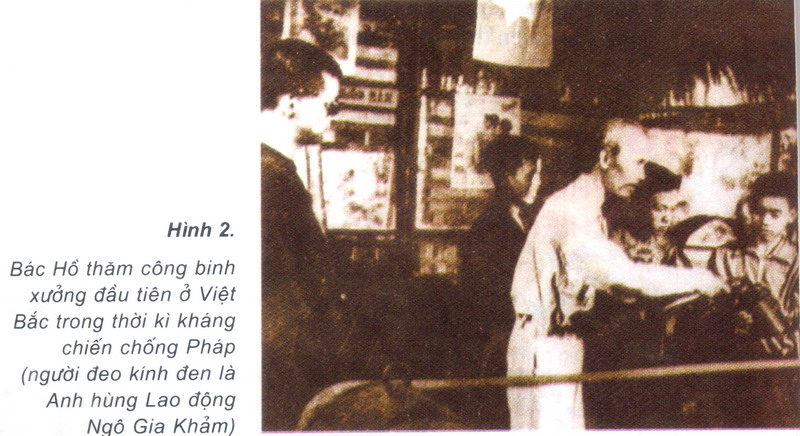 Hình 2.
Bác Hồ thăm công binh
xưởng đầu tiên ở Việt
Bắc trong thời kì kháng
chiến chống Pháp
(người đeo kính đen là
Anh hùng Lao động
Ngô Gia Khảm)